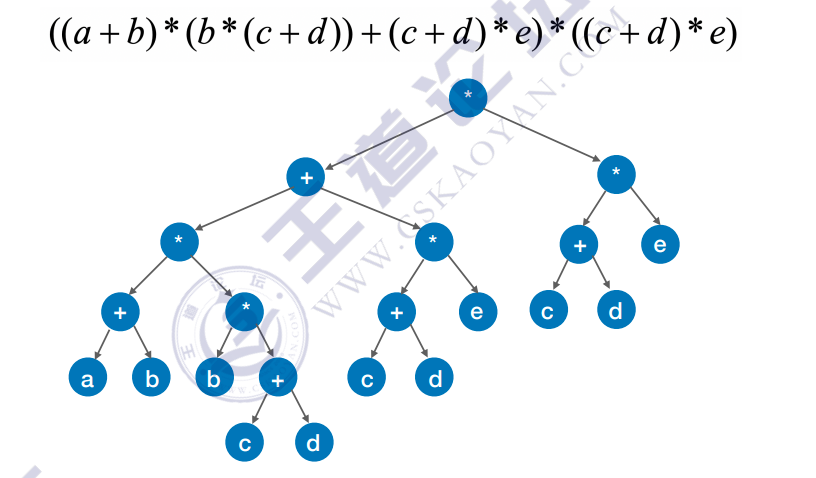 ((a+b)*(b*(c+d))+(c+d)*e)*((c+d)*e)
*
+ *
* * + e
+ * + e c d
a b b + c d
c d
王道论坛
WWW.CSKAOYAN.COM